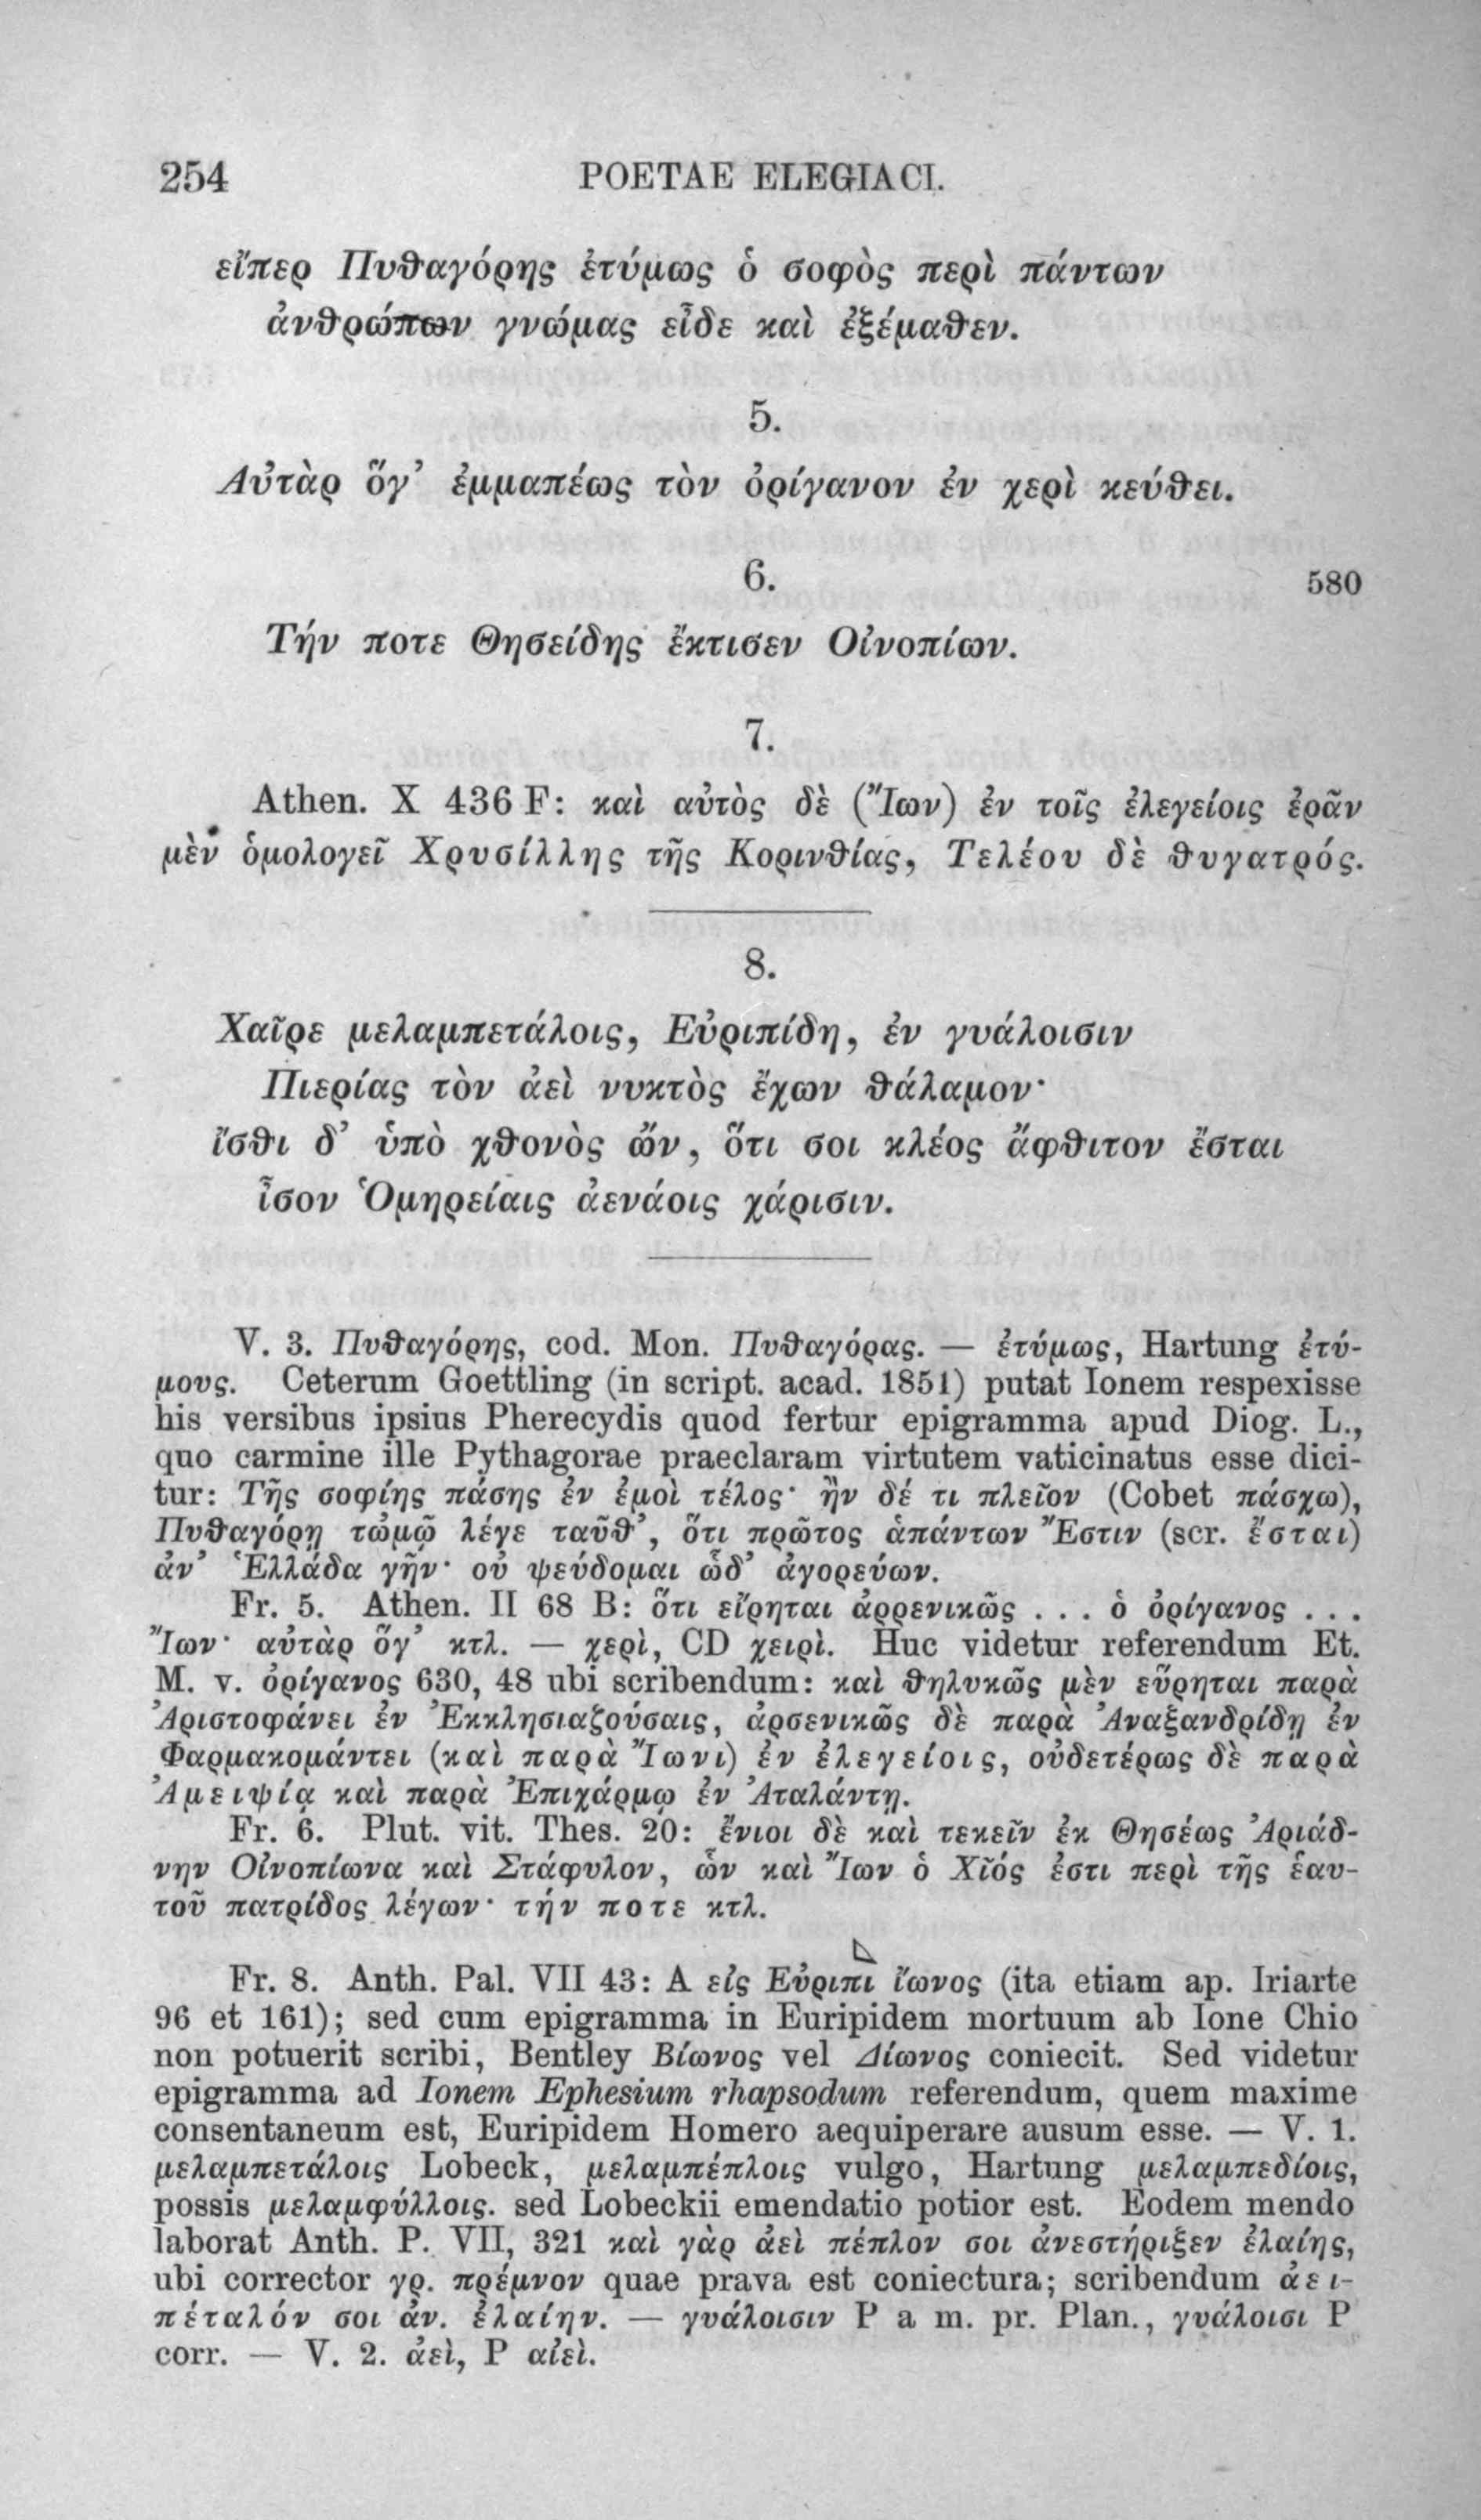 254 POETAE ELEGIACI.
εἴπερ Πυθαγόρης ἐτύμως ὁ σοφὸς περὶ πάντων
ἀνθρώπων γνώμας εἶδε καὶ ἐξέμαθεν.
5.
Αὐτὰρ ὅγ’ ἐμμαπέως τὸν ὀρίγανον ἐν χερὶ κεύθει.
6. 580
Τήν ποτε Θησείδης ἔκτισεν Οἰνοπίων.
7.
Athen. X 436 F: καὶ αὐτὸς δὲ (Ἴων) ἐν τοῖς ἐλεγείοις ἐρᾶν
μὲν ὁμολογεῖ Χρυσίλλης τῆς Κορινθίας, Τελέου δὲ θυγατρός.
8.
Χαῖρε μελαμπετάλοις, Εὐριπίδη, ἐν γυάλοισιν
Πιερίας τὸν ἀεὶ νυκτὸς ἔχων θάλαμον·
ἴσθι δ’ ὑπὸ χθονὸς ὤν, ὅτι σοι κλέος ἄφθιτον ἔσται
ἶσον Ὁμηρείαις ἀενάοις χάρισιν.
V. 3. Πυθαγόρης, cod. Mon. Πυθαγόρας. — ἐτύμως, Hartung ἐτύ-
μους. Ceterum Goettling (in script. acad. 1851) putat Ionem respexisse
his versibus ipsius Pherecydis quod fertur epigramma apud Diog. L.,
quo carmine ille Pythagorae praeclaram virtutem vaticinatus esse dici-
tur: Τῆς σοφίης πάσης ἐν ἐμοὶ τέλος· ἢν δέ τι πλεῖον (Cobet πάσχω),
Πυθαγόρῃ τὠμῷ λέγε ταῦθ’, ὅτι πρῶτος ἁπάντων Ἔστιν (scr. ἔσται)
ἀν’ Ἑλλάδα γῆν· οὐ ψεύδομαι ὧδ’ ἀγορεύων.
Fr. 5. Athen. II 68 B: ὅτι εἴρηται ἀρρενικῶς . . . ὁ ὀρίγανος . . .
Ἴων· αὐτὰρ ὅγ’ κτλ. — χερὶ, CD χειρὶ. Huc videtur referendum Et.
M. v. ὀρίγανος 630, 48 ubi scribendum: καὶ θηλυκῶς μὲν εὕρηται παρὰ
Ἀριστοφάνει ἐν Ἐκκλησιαζούσαις, ἀρσενικῶς δὲ παρὰ Ἀναξανδρίδῃ ἐν
Φαρμακομάντει (καὶ παρὰ Ἴωνι) ἐν ἐλεγείοις, οὐδετέρως δὲ παρὰ
Ἀμειψίᾳ καὶ παρὰ Ἐπιχάρμῳ ἐν Ἀταλάντῃ.
Fr. 6. Plut. vit. Thes. 20: ἔνιοι δὲ καὶ τεκεῖν ἐκ Θησέως Ἀριάδ-
νην Οἰνοπίωνα καὶ Στάφυλον, ὧν καὶ Ἴων ὁ Χῖός ἐστι περὶ τῆς ἑαυ-
τοῦ πατρίδος λέγων· τήν ποτε κτλ.
Fr. 8. Anth. Pal. VII 43: A εἰς Εὐριπι ἴωνος (ita etiam ap. Iriarte
96 et 161); sed cum epigramma in Euripidem mortuum ab Ione Chio
non potuerit scribi, Bentley Βίωνος vel Δίωνος coniecit. Sed videtur
epigramma ad Ionem Ephesium rhapsodum referendum, quem maxime
consentaneum est, Euripidem Homero aequiperare ausum esse. — V. 1.
μελαμπετάλοις Lobeck, μελαμπέπλοις vulgo, Hartung μελαμπεδίοις,
possis μελαμφύλλοις. sed Lobeckii emendatio potior est. Eodem mendo
laborat Anth. P. VII, 321 καὶ γὰρ ἀεὶ πέπλον σοι ἀνεστήριξεν ἐλαίης,
ubi corrector γρ. πρέμνον quae prava est coniectura; scribendum ἀει-
πέταλόν σοι ἀν. ἐλαίην. — γυάλοισιν P a m. pr. Plan., γυάλοισι P
corr. — V. 2. ἀεὶ, P αἰεὶ.